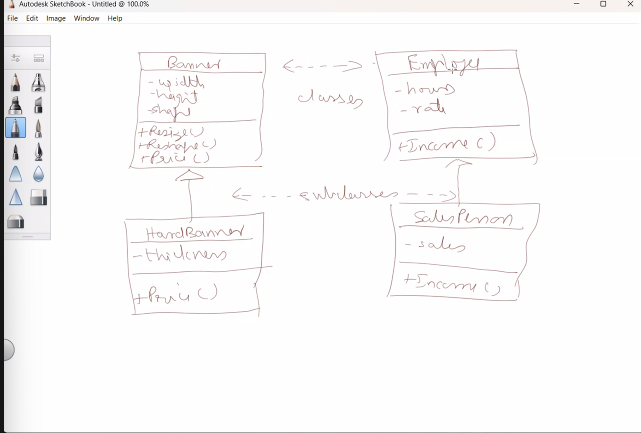 Autodesk SketchBook - Untitled @ 100.0%
File Edit Image Window Help
Banner
- width
- height
- shape
+ Resize()
+ Reshape()
+ Price()
classes
Employee
- hours
- rate
+ Income()
subclasses
HardBanner
- thickness
+ Price()
SalesPerson
- sales
+ Income()